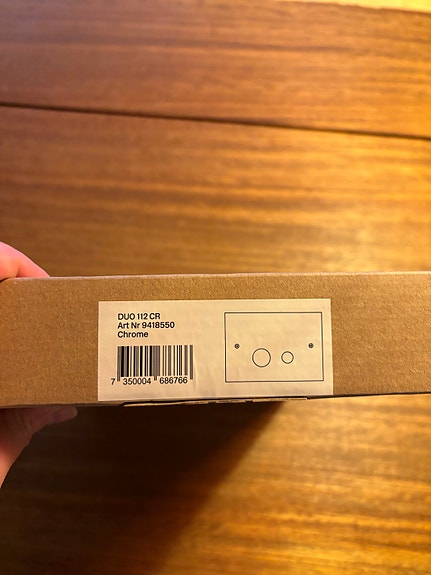 DUO 112 CR
Art Nr 9418550
Chrome
7 350004 686766